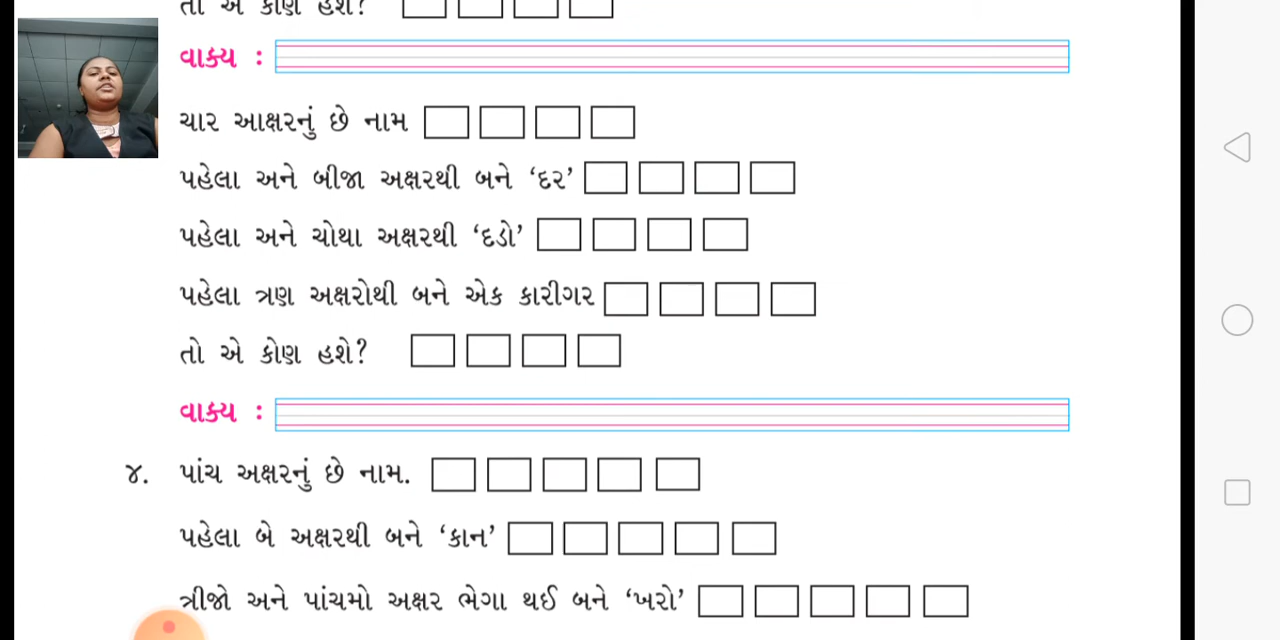 તો એ કોણ હશે?
વાક્ય :
ચાર આક્ષરનું છે નામ
પહેલા અને બીજા અક્ષરથી બને ‘દર’
પહેલા અને ચોથા અક્ષરથી ‘દડો’
પહેલા ત્રણ અક્ષરોથી બને એક કારીગર
તો એ કોણ હશે?
વાક્ય :
૪. પાંચ અક્ષરનું છે નામ.
પહેલા બે અક્ષરથી બને ‘કાન’
ત્રીજો અને પાંચમો અક્ષર ભેગા થઈ બને ‘ખરો’